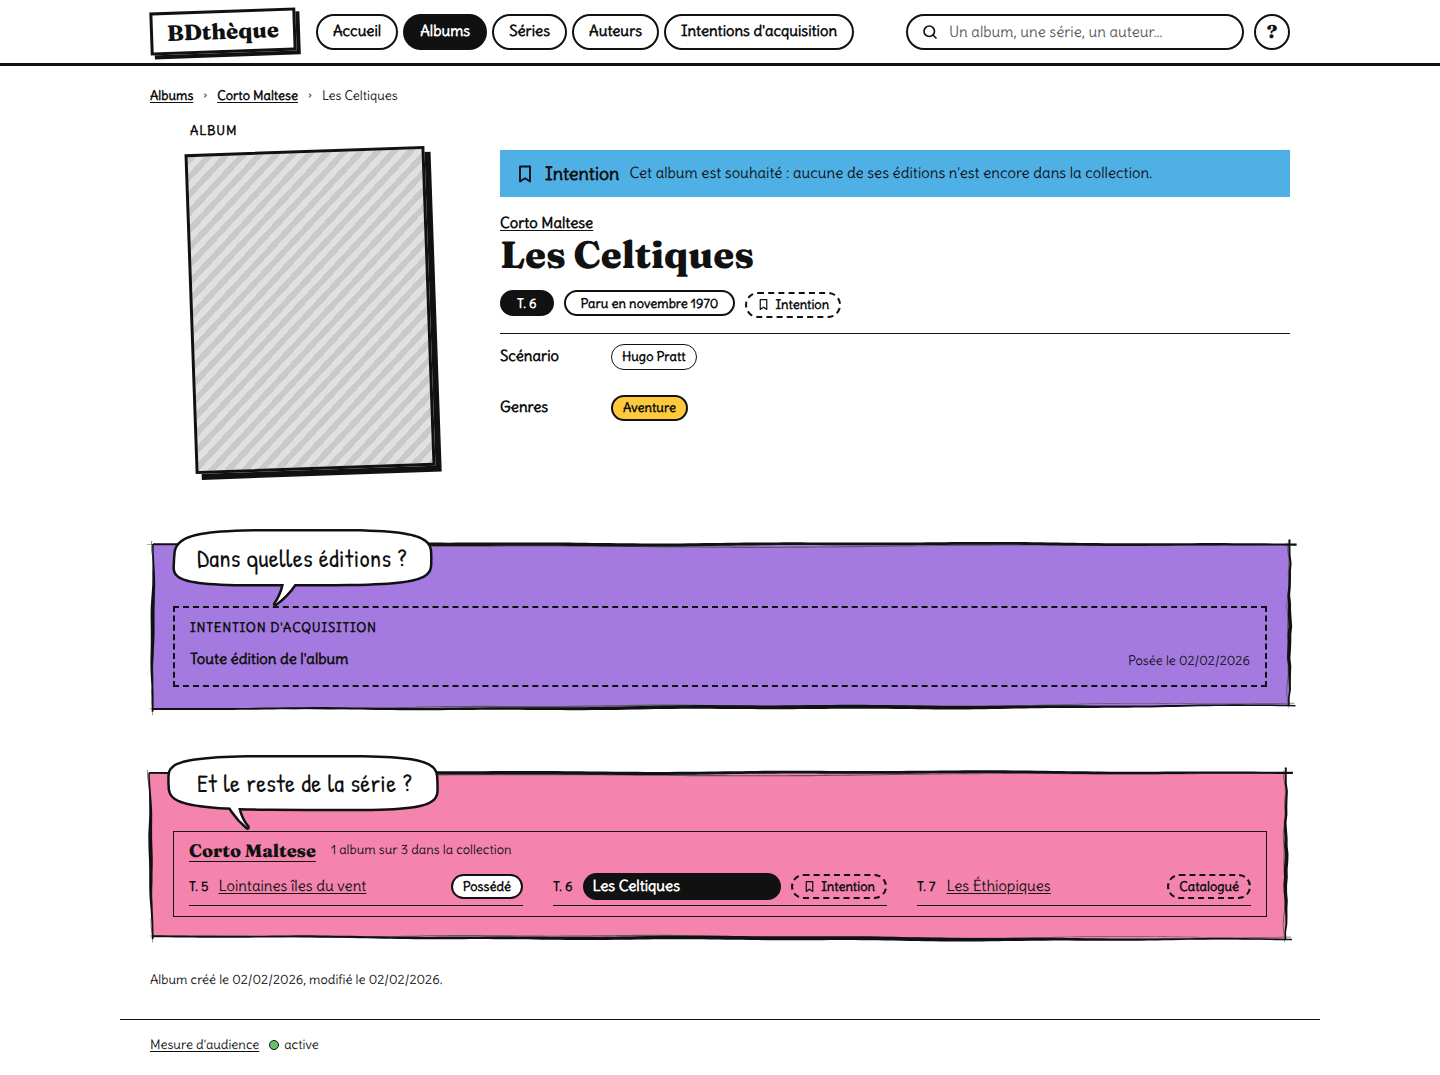 BDthèque
Accueil
Albums
Séries
Auteurs
Intentions d'acquisition
Un album, une série, un auteur...
?
Albums › Corto Maltese › Les Celtiques
ALBUM
Intention Cet album est souhaité : aucune de ses éditions n'est encore dans la collection.
Corto Maltese
Les Celtiques
T. 6 Paru en novembre 1970 Intention
Scénario Hugo Pratt
Genres Aventure
Dans quelles éditions ?
INTENTION D'ACQUISITION
Toute édition de l'album Posée le 02/02/2026
Et le reste de la série ?
Corto Maltese 1 album sur 3 dans la collection
T. 5 Lointaines îles du vent Possédé T. 6 Les Celtiques Intention T. 7 Les Éthiopiques Catalogué
Album créé le 02/02/2026, modifié le 02/02/2026.
Mesure d'audience active